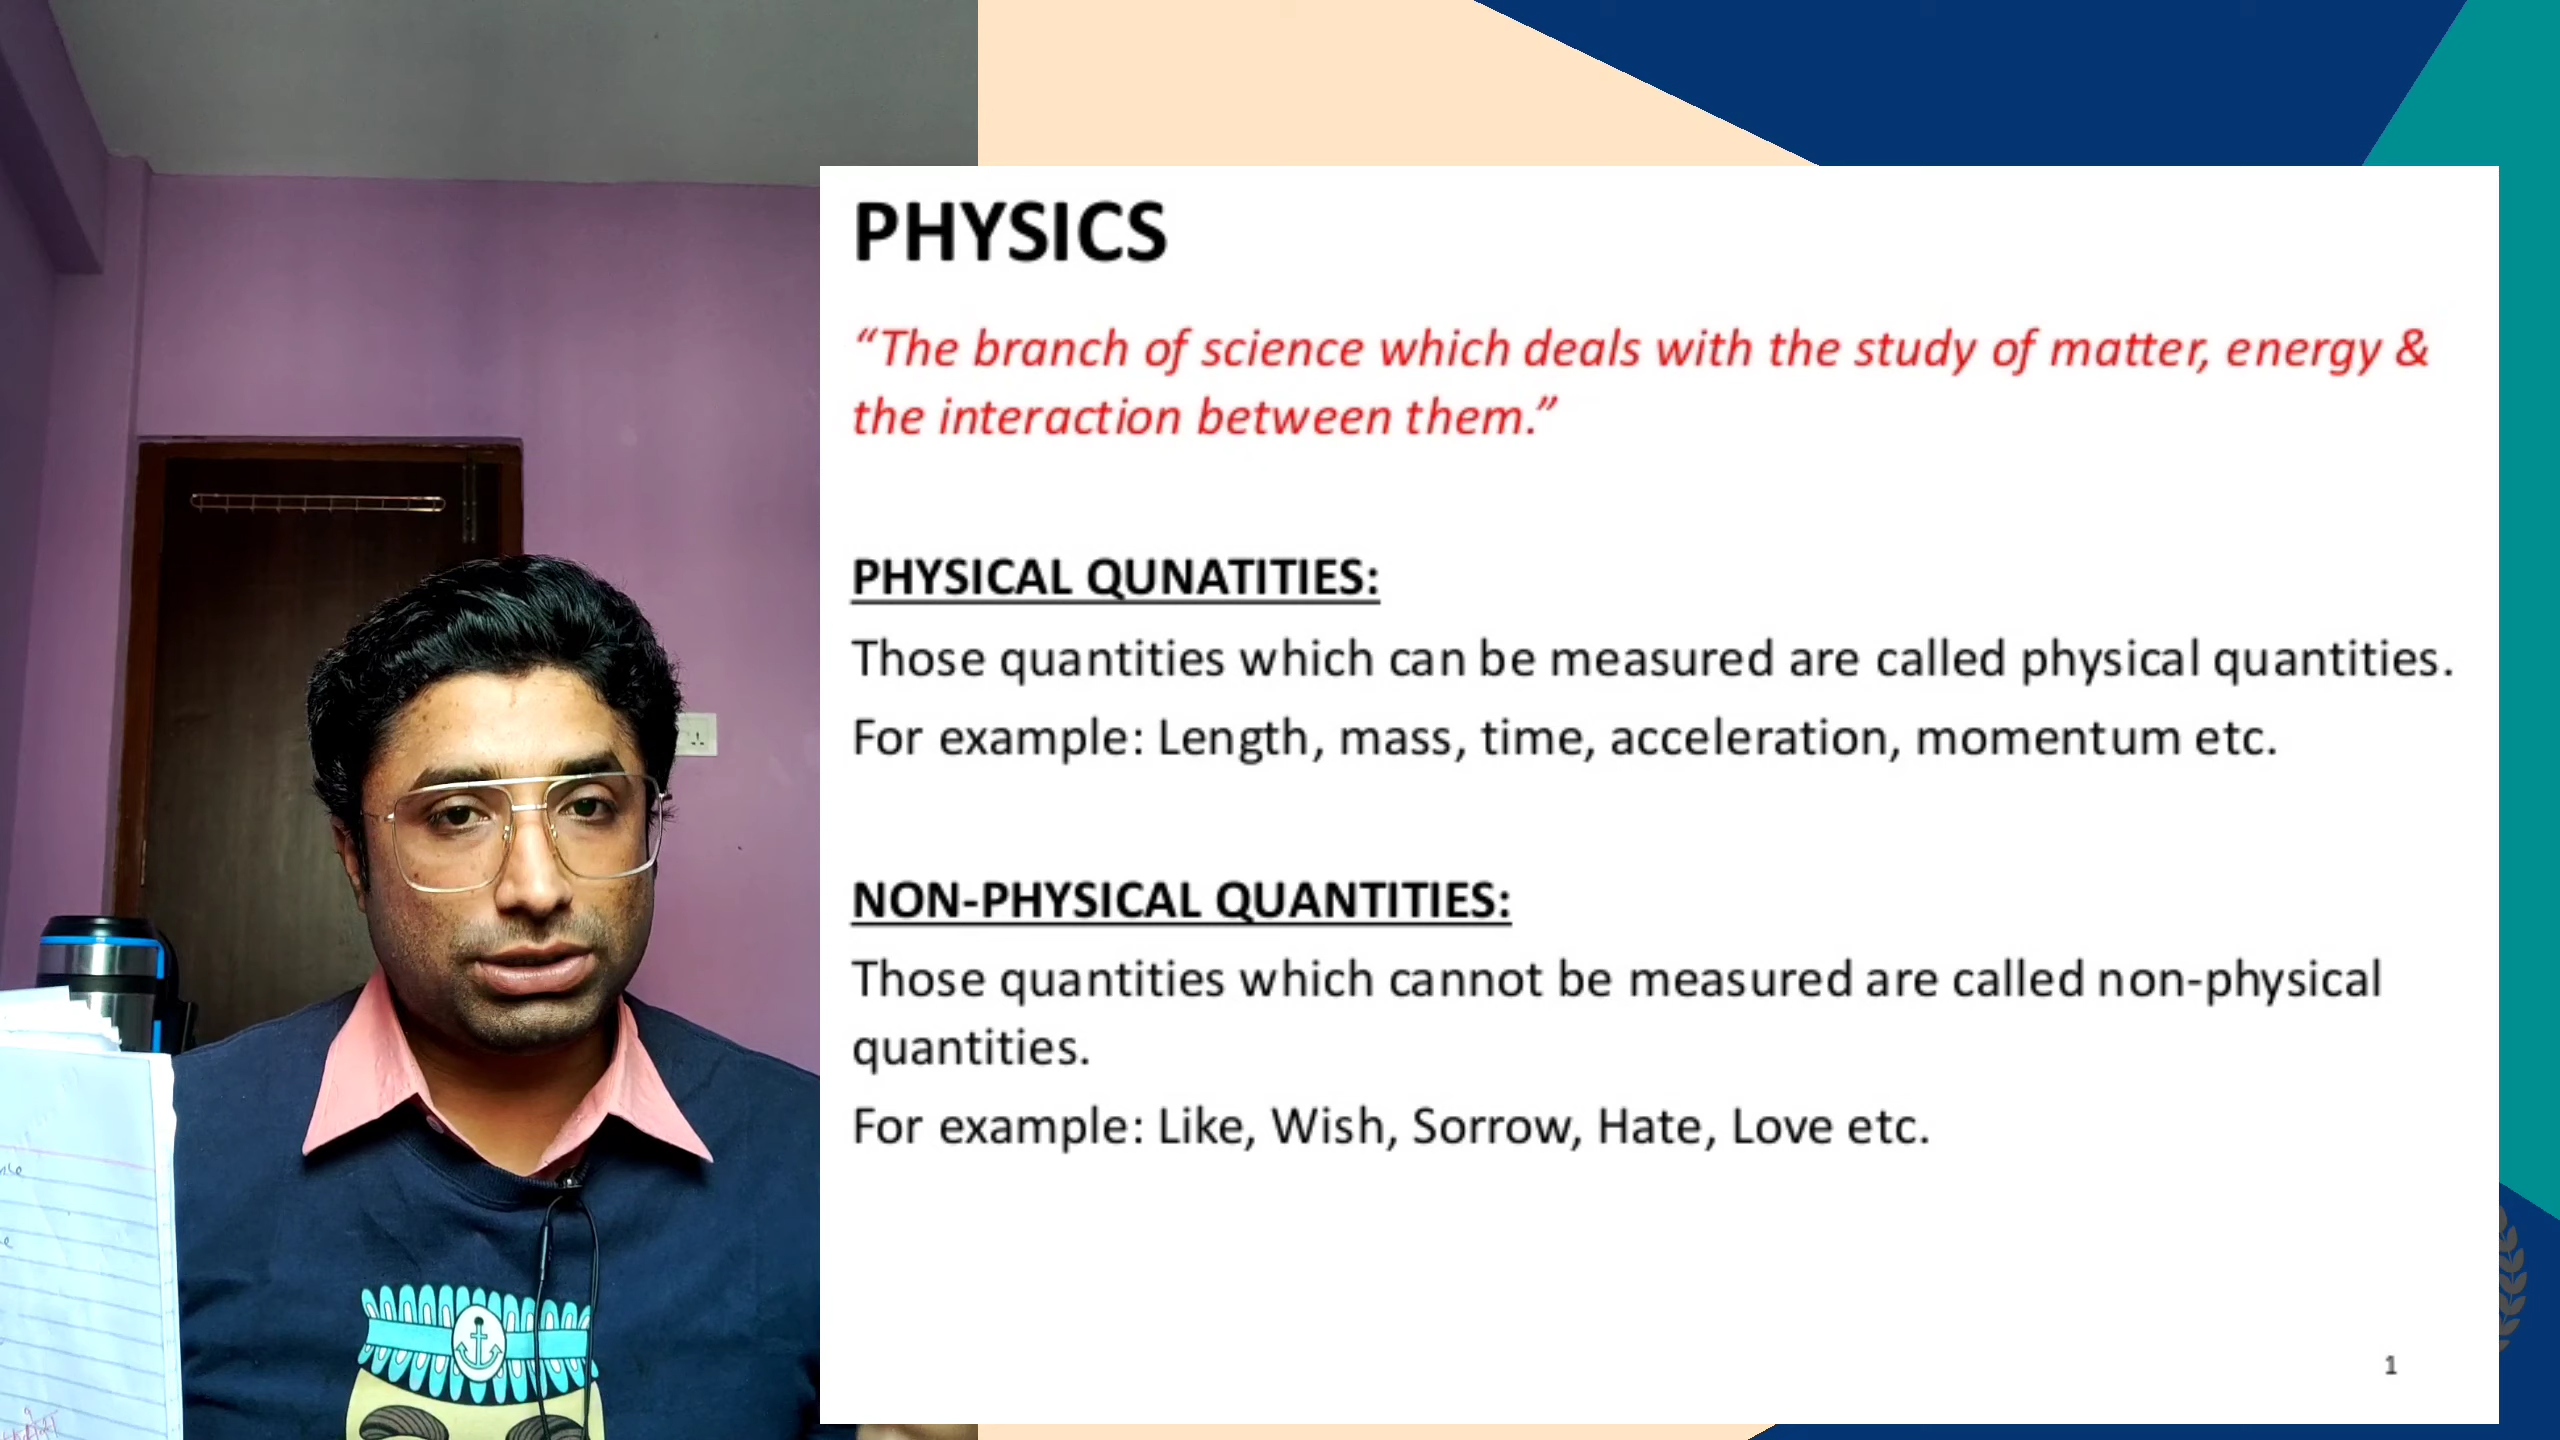 PHYSICS
“The branch of science which deals with the study of matter, energy &
the interaction between them.”
PHYSICAL QUNATITIES:
Those quantities which can be measured are called physical quantities.
For example: Length, mass, time, acceleration, momentum etc.
NON-PHYSICAL QUANTITIES:
Those quantities which cannot be measured are called non-physical
quantities.
For example: Like, Wish, Sorrow, Hate, Love etc.
1